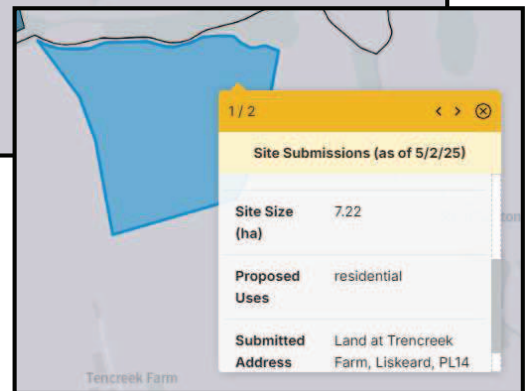 1 / 2
Site Submissions (as of 5/2/25)
Site Size 7.22
(ha)
Proposed residential
Uses
Submitted Land at Trencreek
Address Farm, Liskeard, PL14
Tencreek Farm